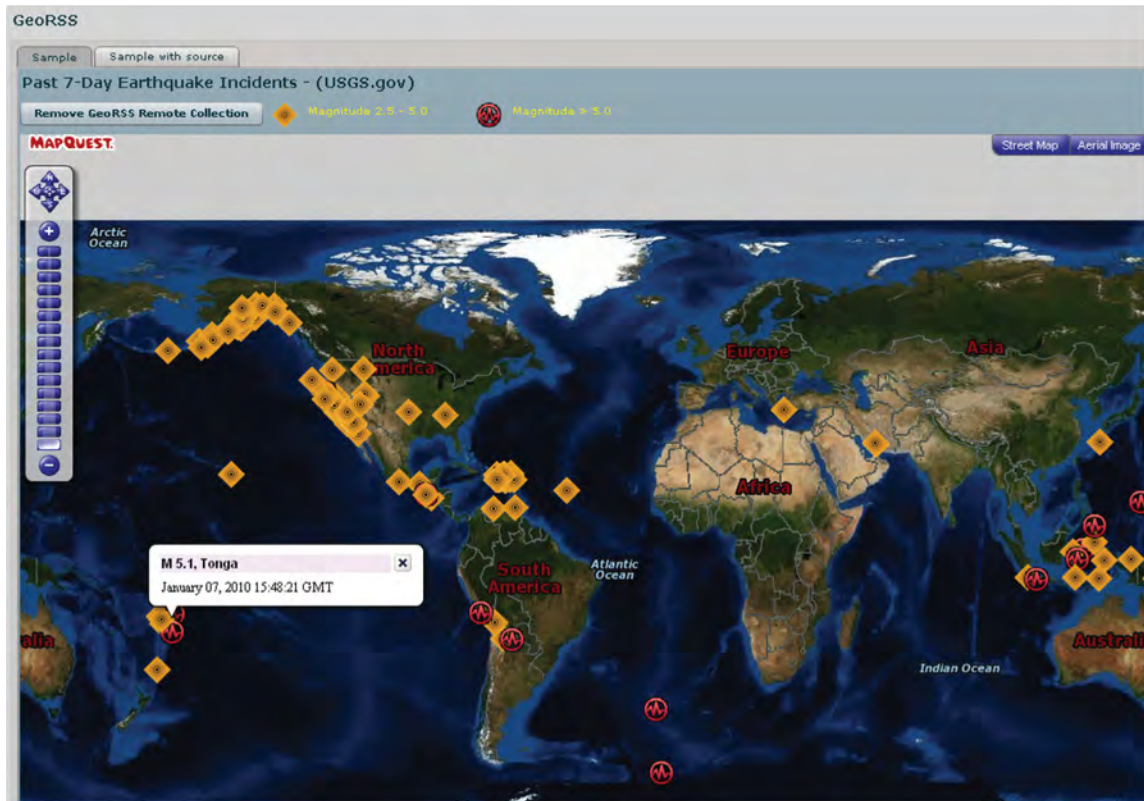 GeoRSS
Sample
Sample with source
Past 7-Day Earthquake Incidents - (USGS.gov)
Remove GeoRSS Remote Collection
Magnitude 2.5 - 5.0
Magnitude > 5.0
MAPQUEST.
Street Map
Aerial Image
N
E
S
+
Arctic
Ocean
North
merica
Europe
Asia
Africa
M 5.1, Tonga
January 07, 2010 15:48:21 GMT
South
America
Atlantic
Ocean
alia
Australi
Indian Ocean